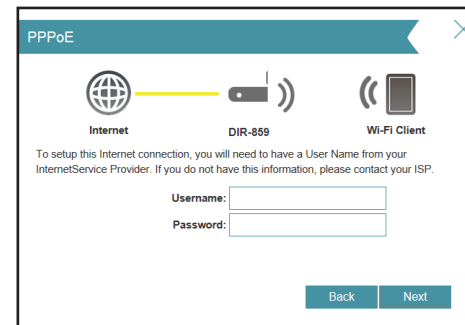 PPPoE
Internet
DIR-859
Wi-Fi Client
To setup this Internet connection, you will need to have a User Name from your
InternetService Provider. If you do not have this information, please contact your ISP.
Username:
Password:
Back
Next